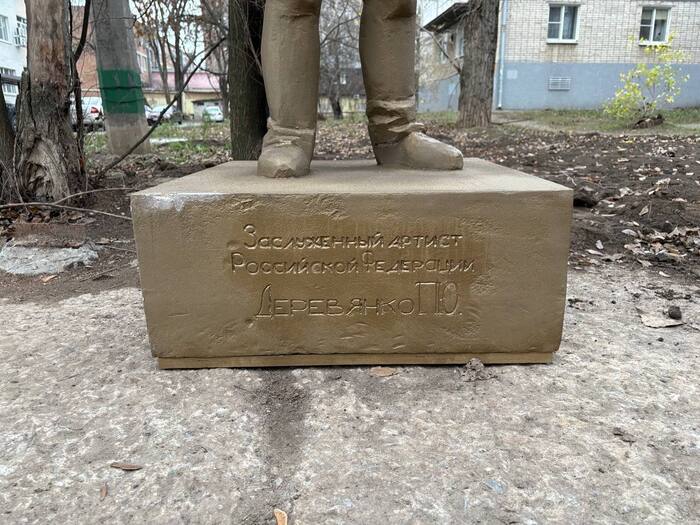 Заслуженный артист
Российской Федерации
Деревянко П.Ю.